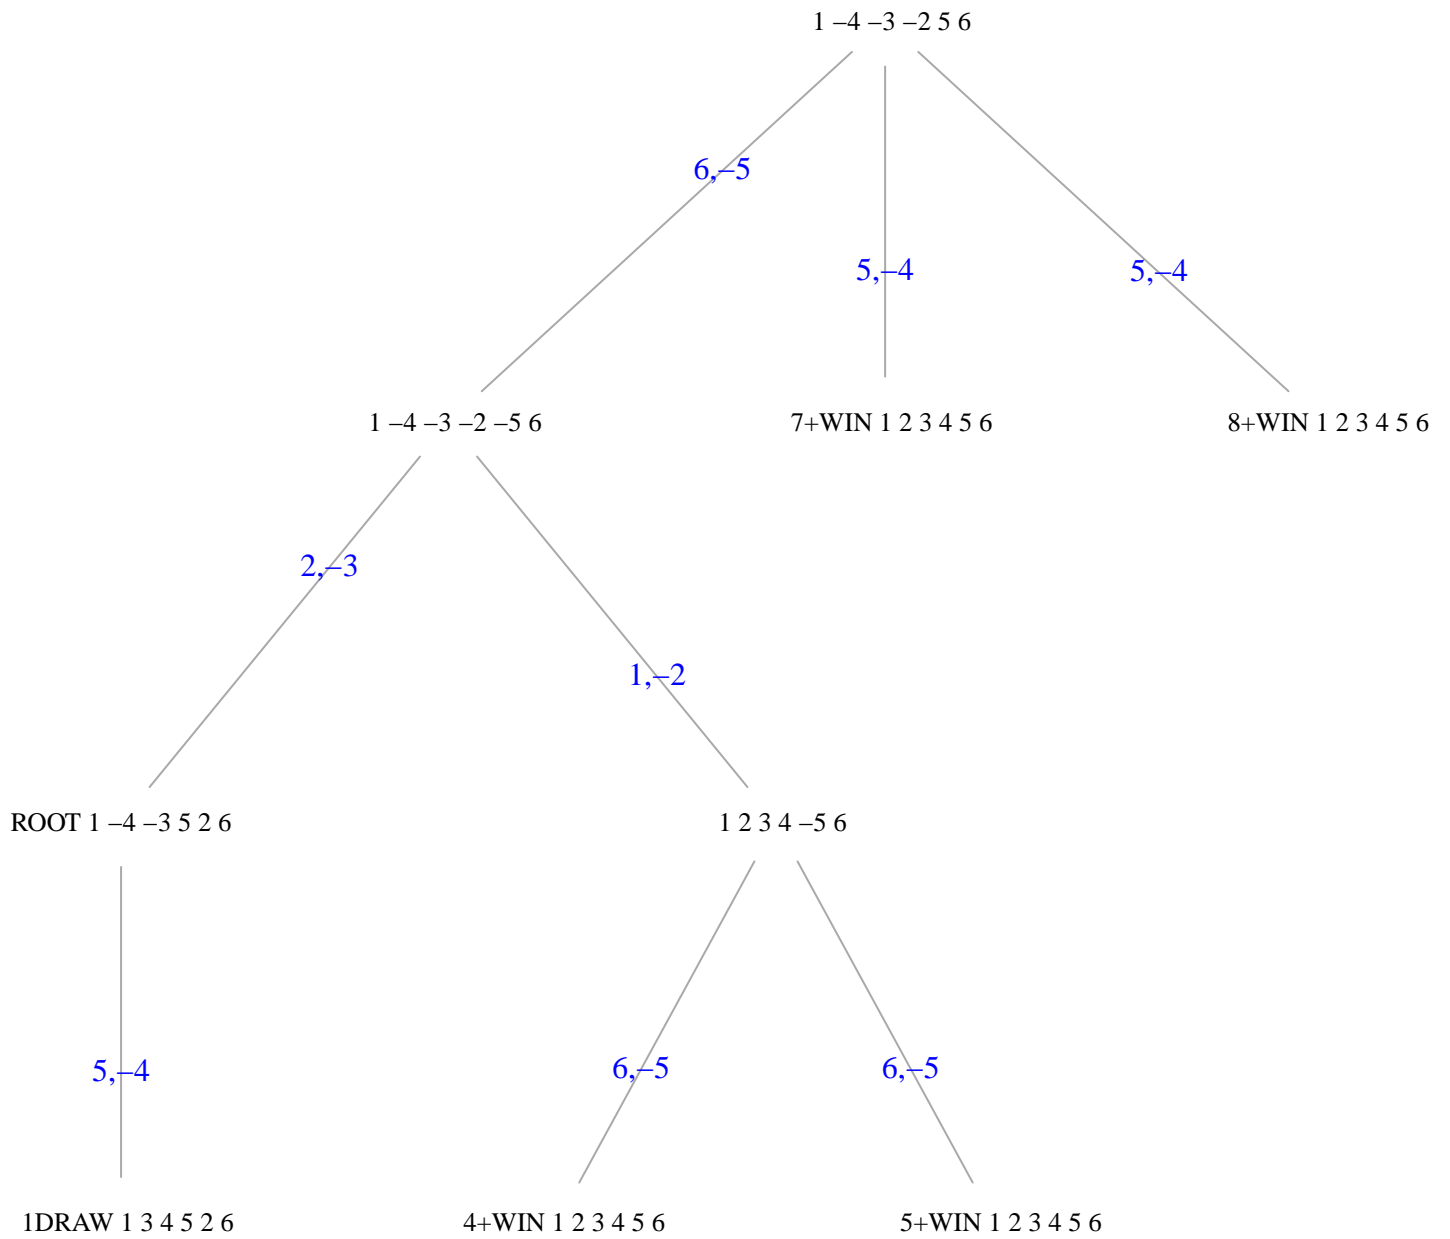 1 –4 –3 –2 5 6
6,–5
5,–4
5,–4
1 –4 –3 –2 –5 6
7+WIN 1 2 3 4 5 6
8+WIN 1 2 3 4 5 6
2,–3
1,–2
ROOT 1 –4 –3 5 2 6
1 2 3 4 –5 6
5,–4
6,–5
6,–5
1DRAW 1 3 4 5 2 6
4+WIN 1 2 3 4 5 6
5+WIN 1 2 3 4 5 6